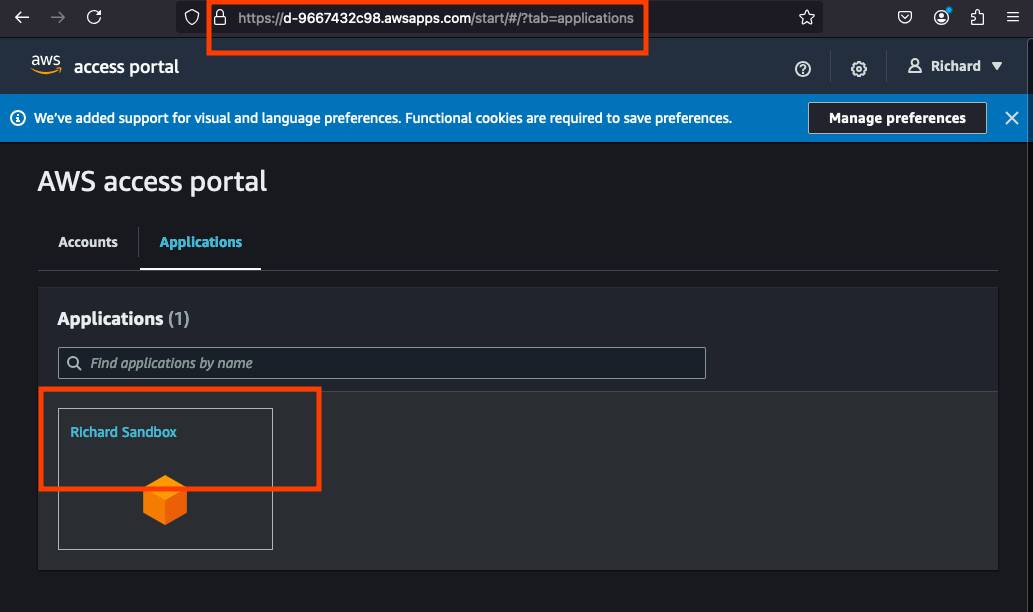 https://d-9667432c98.awsapps.com/start/#/?tab=applications
aws access portal
Richard
We've added support for visual and language preferences. Functional cookies are required to save preferences.
Manage preferences
AWS access portal
Accounts
Applications
Applications (1)
Find applications by name
Richard Sandbox